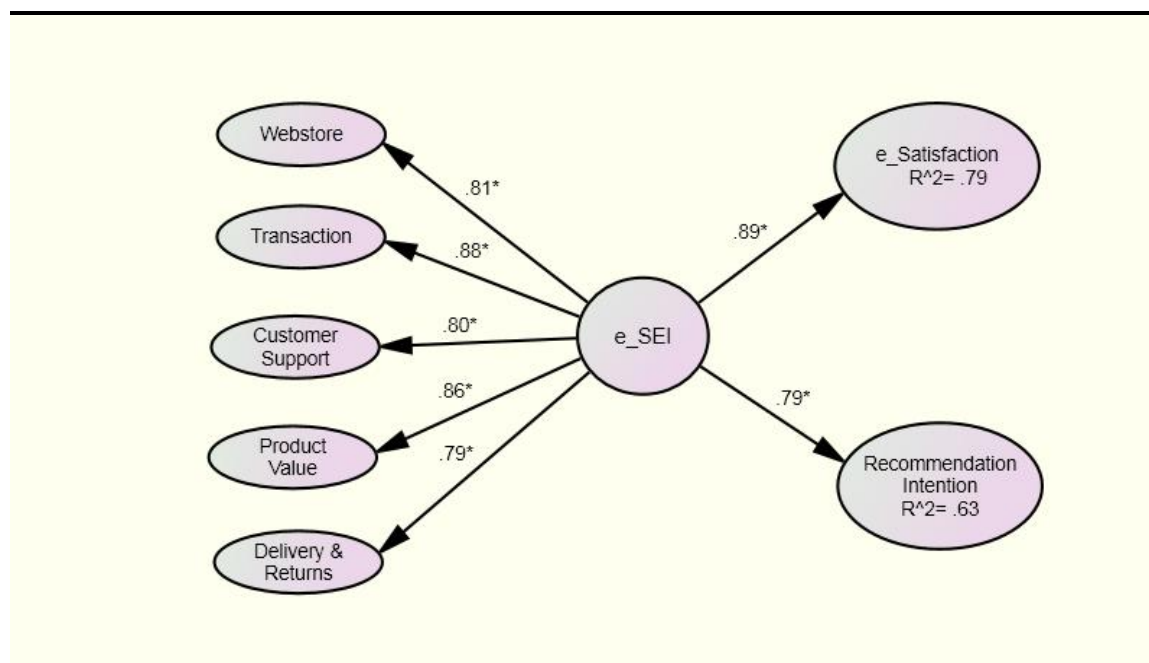 Webstore
.81*
Transaction
.88*
Customer
Support
.80*
Product
Value
.86*
Delivery &
Returns
.79*
e_SEI
.89*
e_Satisfaction
R^2= .79
.79*
Recommendation
Intention
R^2= .63